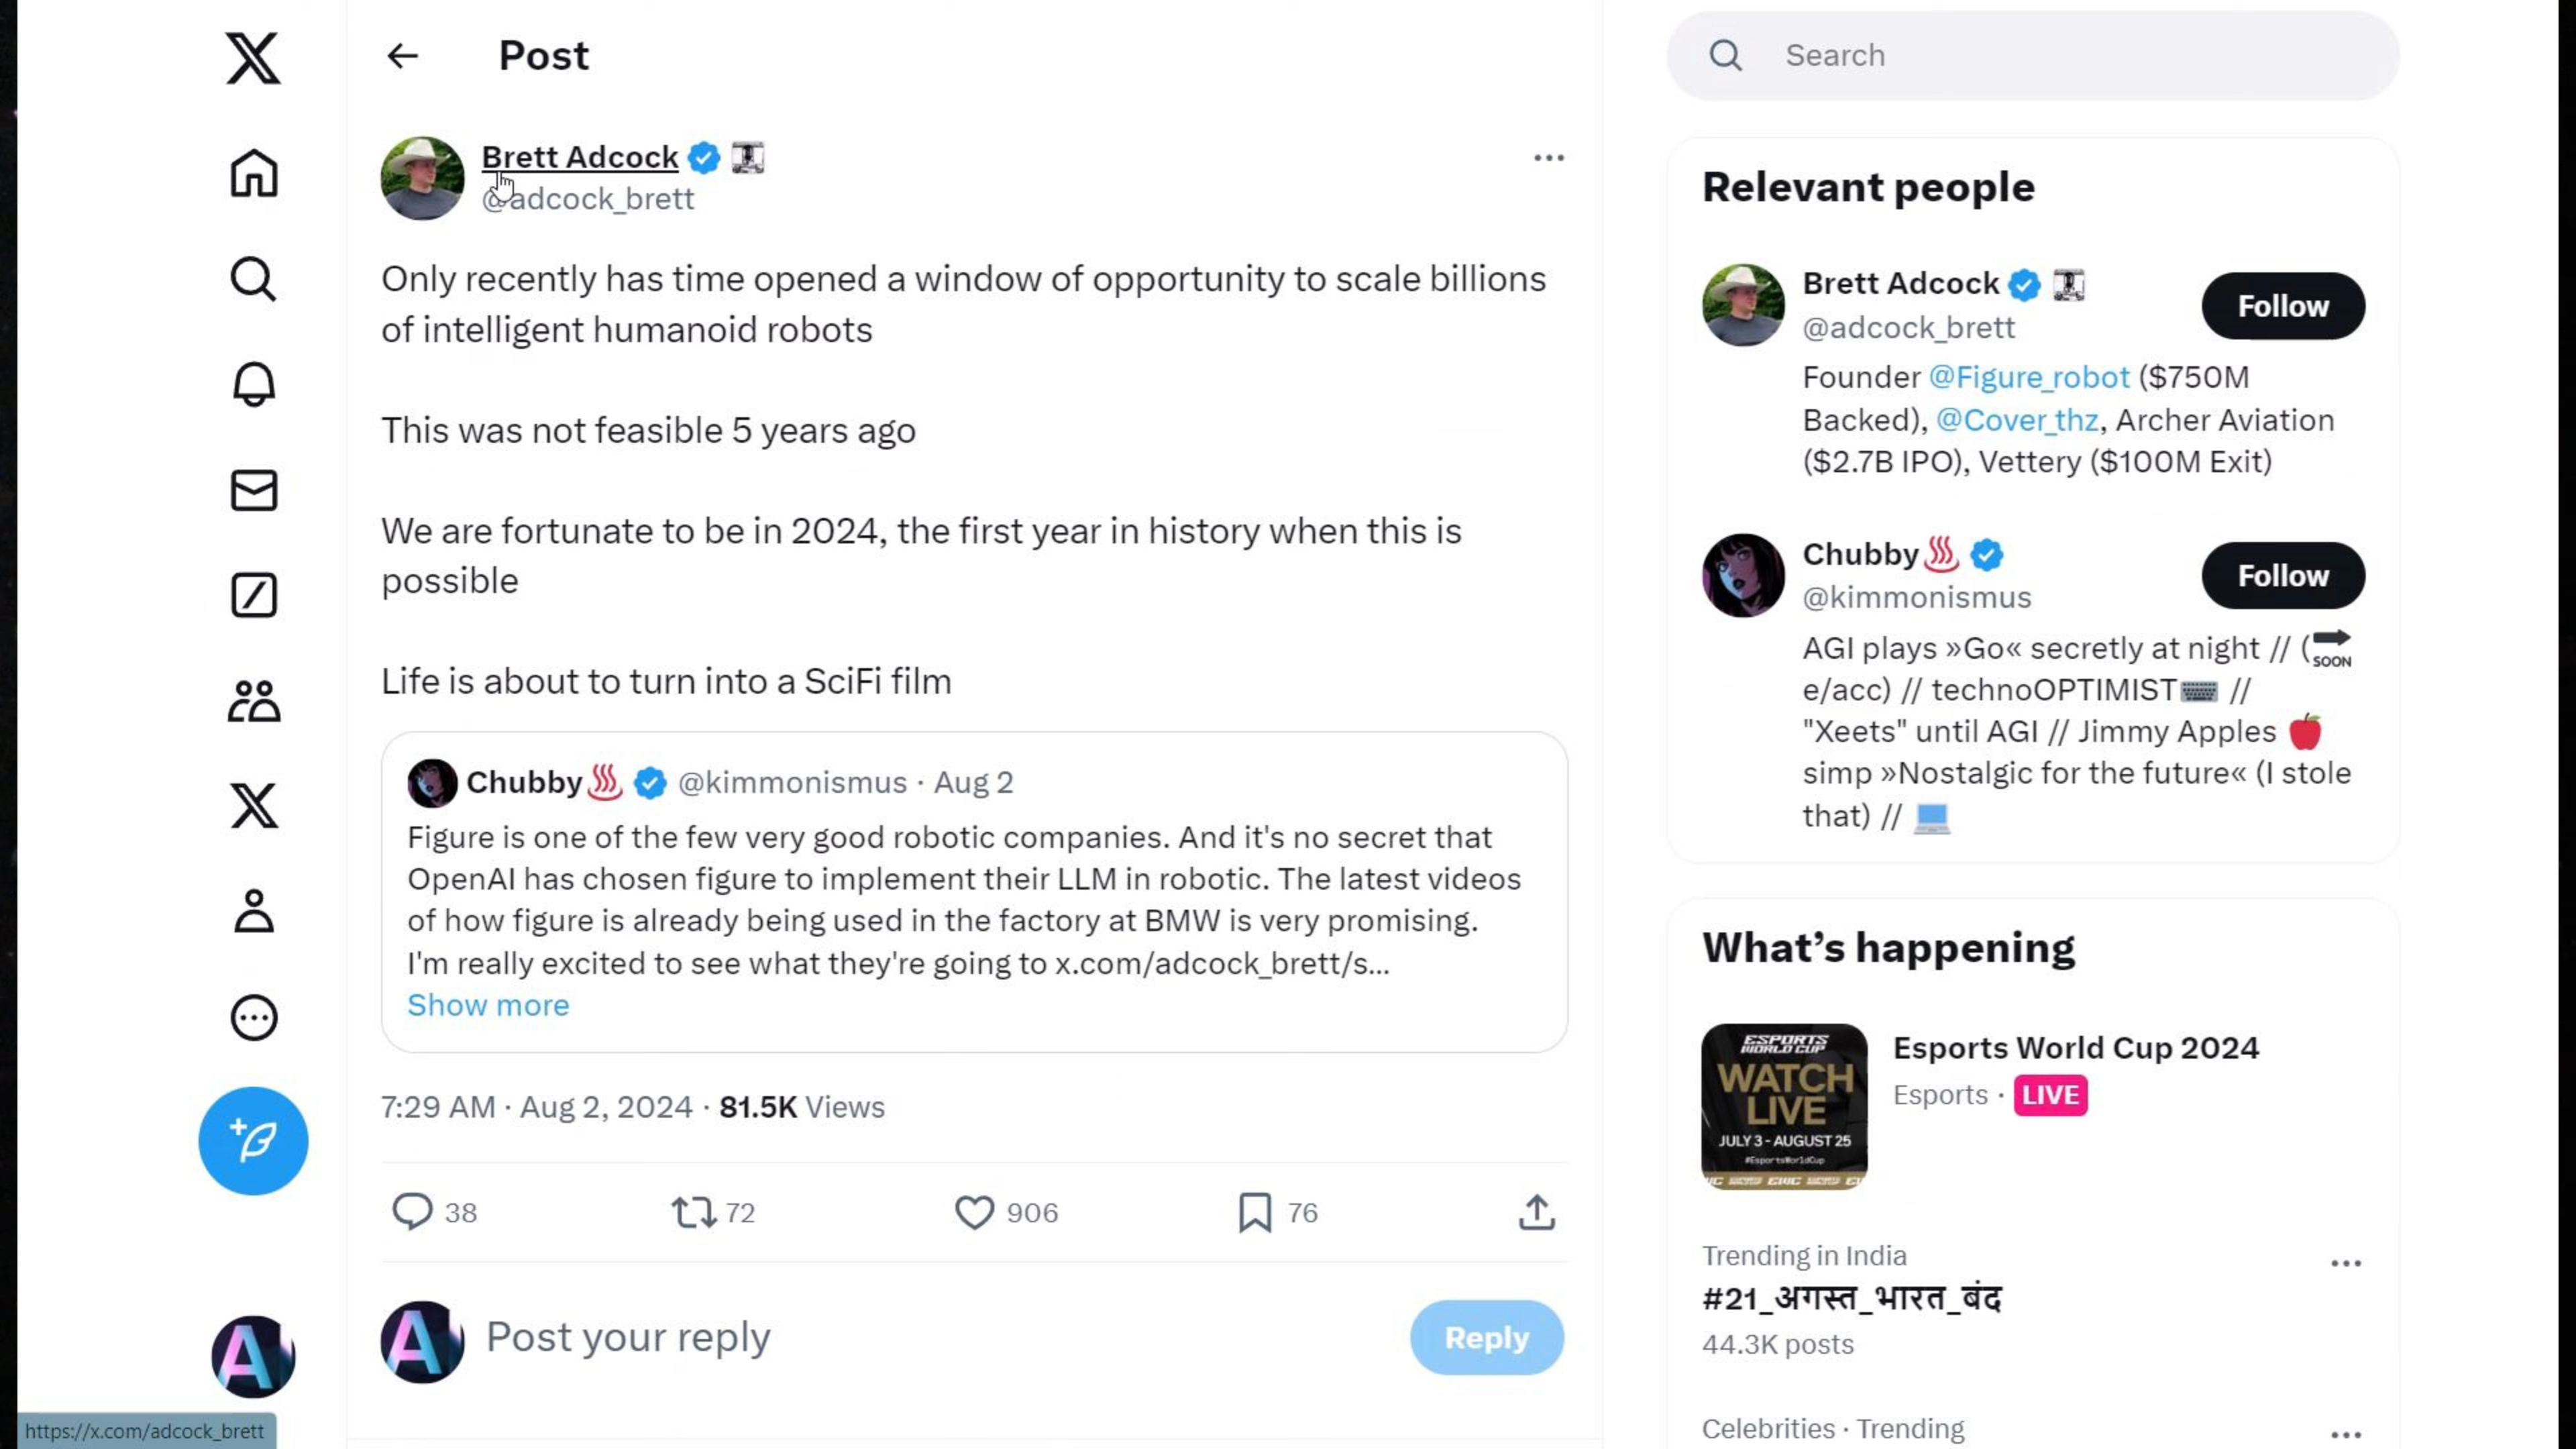 Post
Search
Brett Adcock
@adcock_brett
Only recently has time opened a window of opportunity to scale billions
of intelligent humanoid robots
This was not feasible 5 years ago
We are fortunate to be in 2024, the first year in history when this is
possible
Life is about to turn into a SciFi film
Chubby @kimmonismus · Aug 2
Figure is one of the few very good robotic companies. And it's no secret that
OpenAI has chosen figure to implement their LLM in robotic. The latest videos
of how figure is already being used in the factory at BMW is very promising.
I'm really excited to see what they're going to x.com/adcock_brett/s...
Show more
7:29 AM · Aug 2, 2024 · 81.5K Views
38 72 906 76
Post your reply
Reply
https://x.com/adcock_brett
Relevant people
Brett Adcock
@adcock_brett
Follow
Founder @Figure_robot ($750M
Backed), @Cover_thz, Archer Aviation
($2.7B IPO), Vettery ($100M Exit)
Chubby
@kimmonismus
Follow
AGI plays »Go« secretly at night // (SOON
e/acc) // technoOPTIMIST //
"Xeets" until AGI // Jimmy Apples
simp »Nostalgic for the future« (I stole
that) //
What's happening
ESPORTS
WORLD CUP
WATCH
LIVE
JULY 3 - AUGUST 25
#EsportsWorldCup
Esports World Cup 2024
Esports · LIVE
Trending in India
#21_अगस्त_भारत_बंद
44.3K posts
Celebrities · Trending